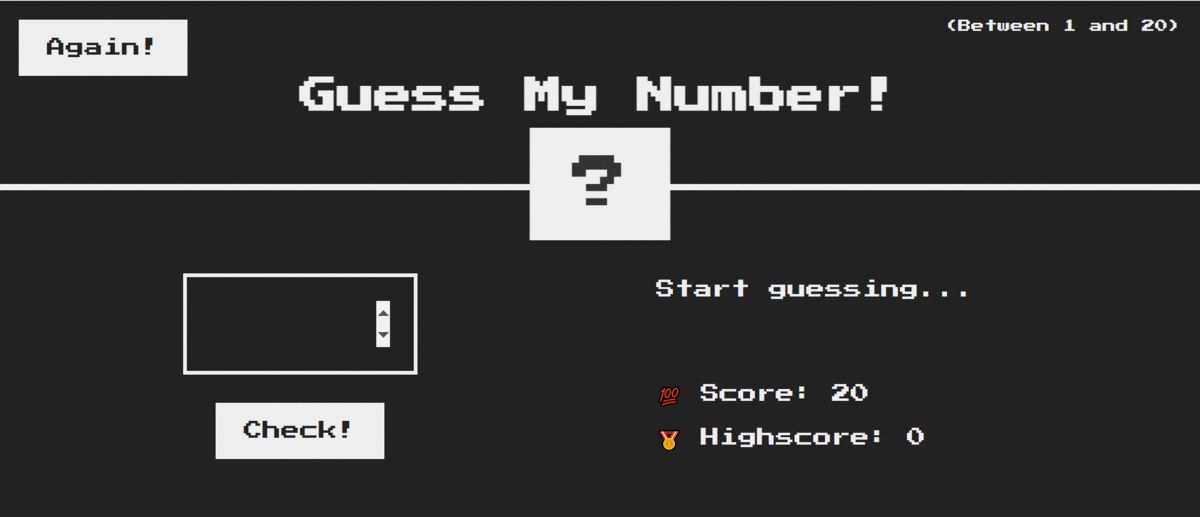 Again!
(Between 1 and 20)
Guess My Number!
?
Start guessing...
Check!
💯 Score: 20
🥇 Highscore: 0